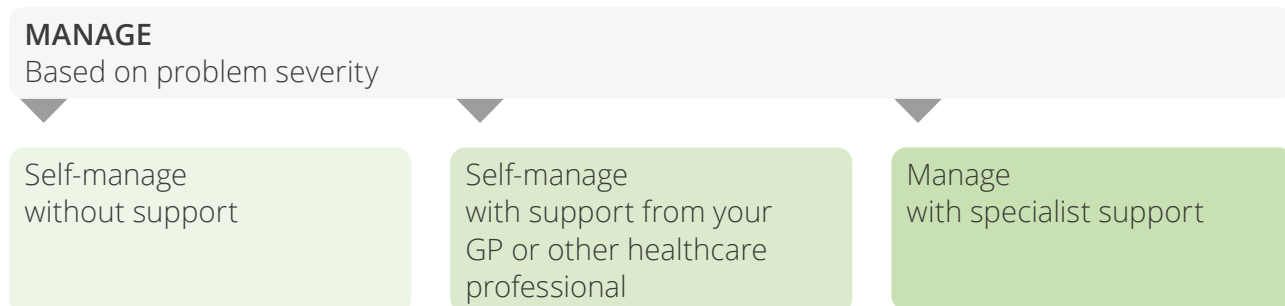 MANAGE
Based on problem severity
Self-manage
without support
Self-manage
with support from your
GP or other healthcare
professional
Manage
with specialist support